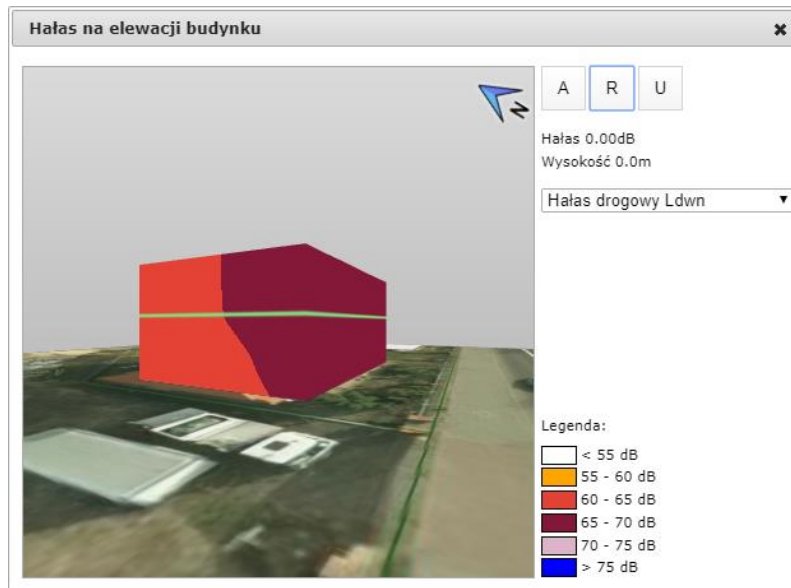 Hałas na elewacji budynku
N
A R U
Hałas 0.00dB
Wysokość 0.0m
Hałas drogowy Ldwn
Legenda:
< 55 dB
55 - 60 dB
60 - 65 dB
65 - 70 dB
70 - 75 dB
> 75 dB